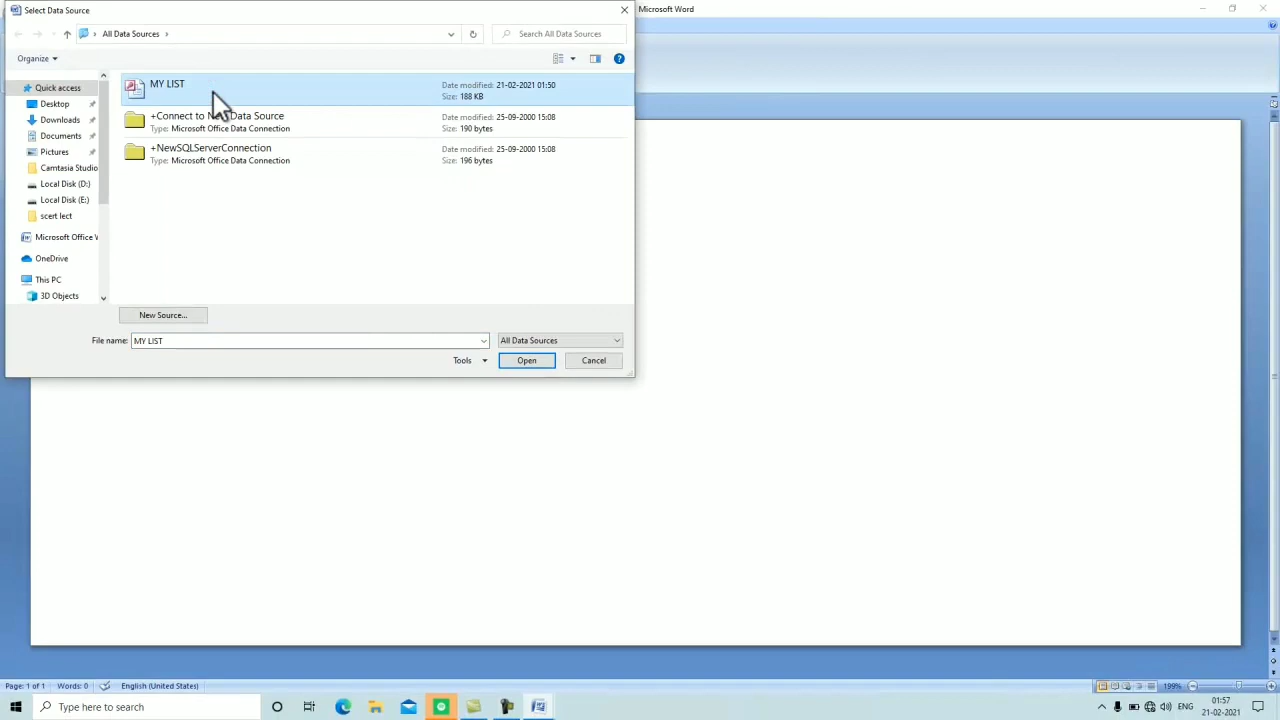 Select Data Source
Microsoft Word
All Data Sources
Search All Data Sources
Organize
Quick access
Desktop
Downloads
Documents
Pictures
Camtasia Studio
Local Disk (D:)
Local Disk (E:)
scert lect
Microsoft Office W
OneDrive
This PC
3D Objects
MY LIST
Date modified: 21-02-2021 01:50
Size: 188 KB
+Connect to New Data Source
Type: Microsoft Office Data Connection
Date modified: 25-09-2000 15:08
Size: 190 bytes
+NewSQLServerConnection
Type: Microsoft Office Data Connection
Date modified: 25-09-2000 15:08
Size: 196 bytes
New Source...
File name: MY LIST
All Data Sources
Tools
Open
Cancel
Page: 1 of 1
Words: 0
English (United States)
199%
Type here to search
ENG
01:57
21-02-2021